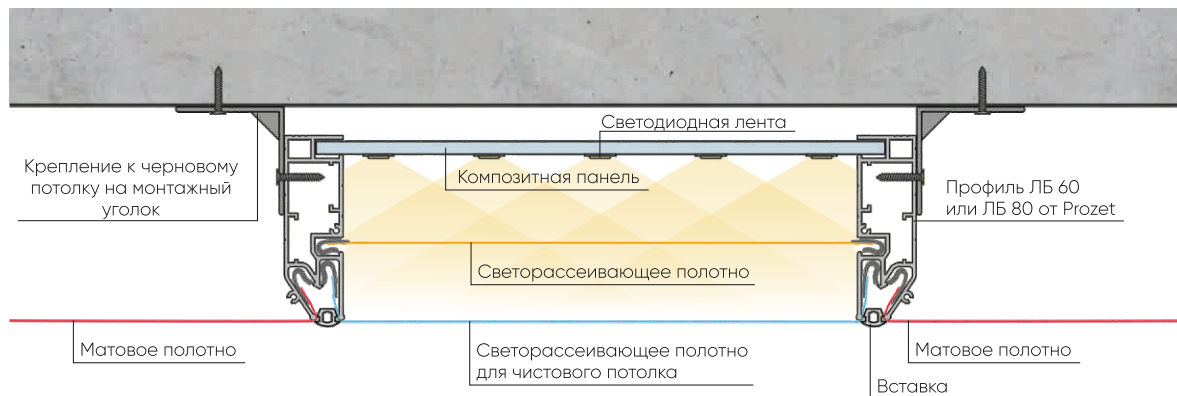 Светодиодная лента
Крепление к черновому
потолку на монтажный
уголок
Композитная панель
Профиль ЛБ 60
или ЛБ 80 от Prozet
Светорассеивающее полотно
Матовое полотно
Светорассеивающее полотно
для чистового потолка
Матовое полотно
Вставка